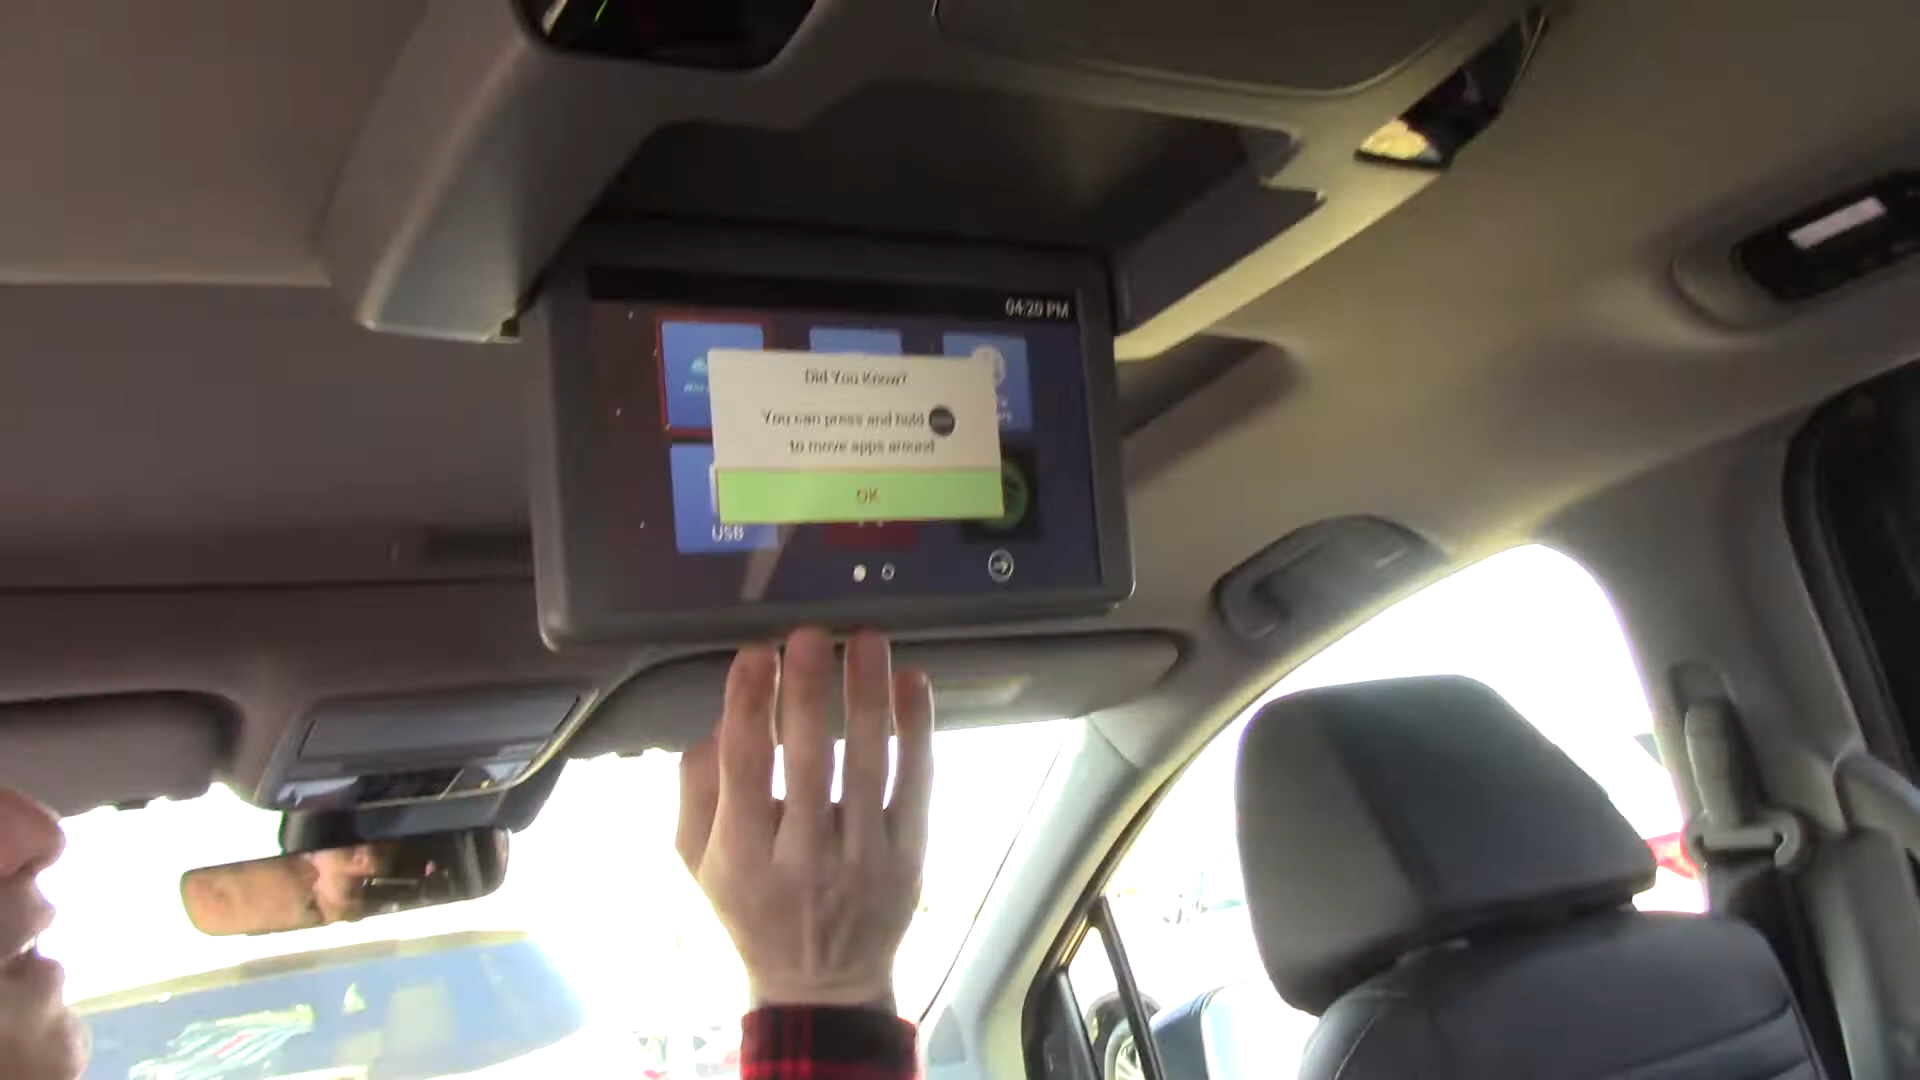 04:20 PM
Did You Know?
You can press and hold
to move apps around
OK
USB